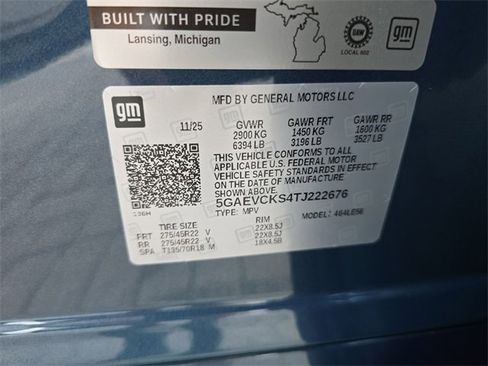 BUILT WITH PRIDE
Lansing, Michigan
UAW
LOCAL 602
gm
gm
MFD BY GENERAL MOTORS LLC
11/25 GVWR GAWR FRT GAWR RR
2900 KG 1450 KG 1600 KG
6394 LB 3196 LB 3527 LB
THIS VEHICLE CONFORMS TO ALL
APPLICABLE U.S. FEDERAL MOTOR
VEHICLE SAFETY STANDARDS IN EFFECT
ON THE DATE OF MANUFACTURE SHOWN ABOVE.
5GAEVCKS4TJ222676
TYPE: MPV MODEL: 464LB56
TIRE SIZE RIM
FRT 275/45R22 V 22X8.5J
RR 275/45R22 V 22X8.5J
SPA T135/70R18 M 18X4.5B